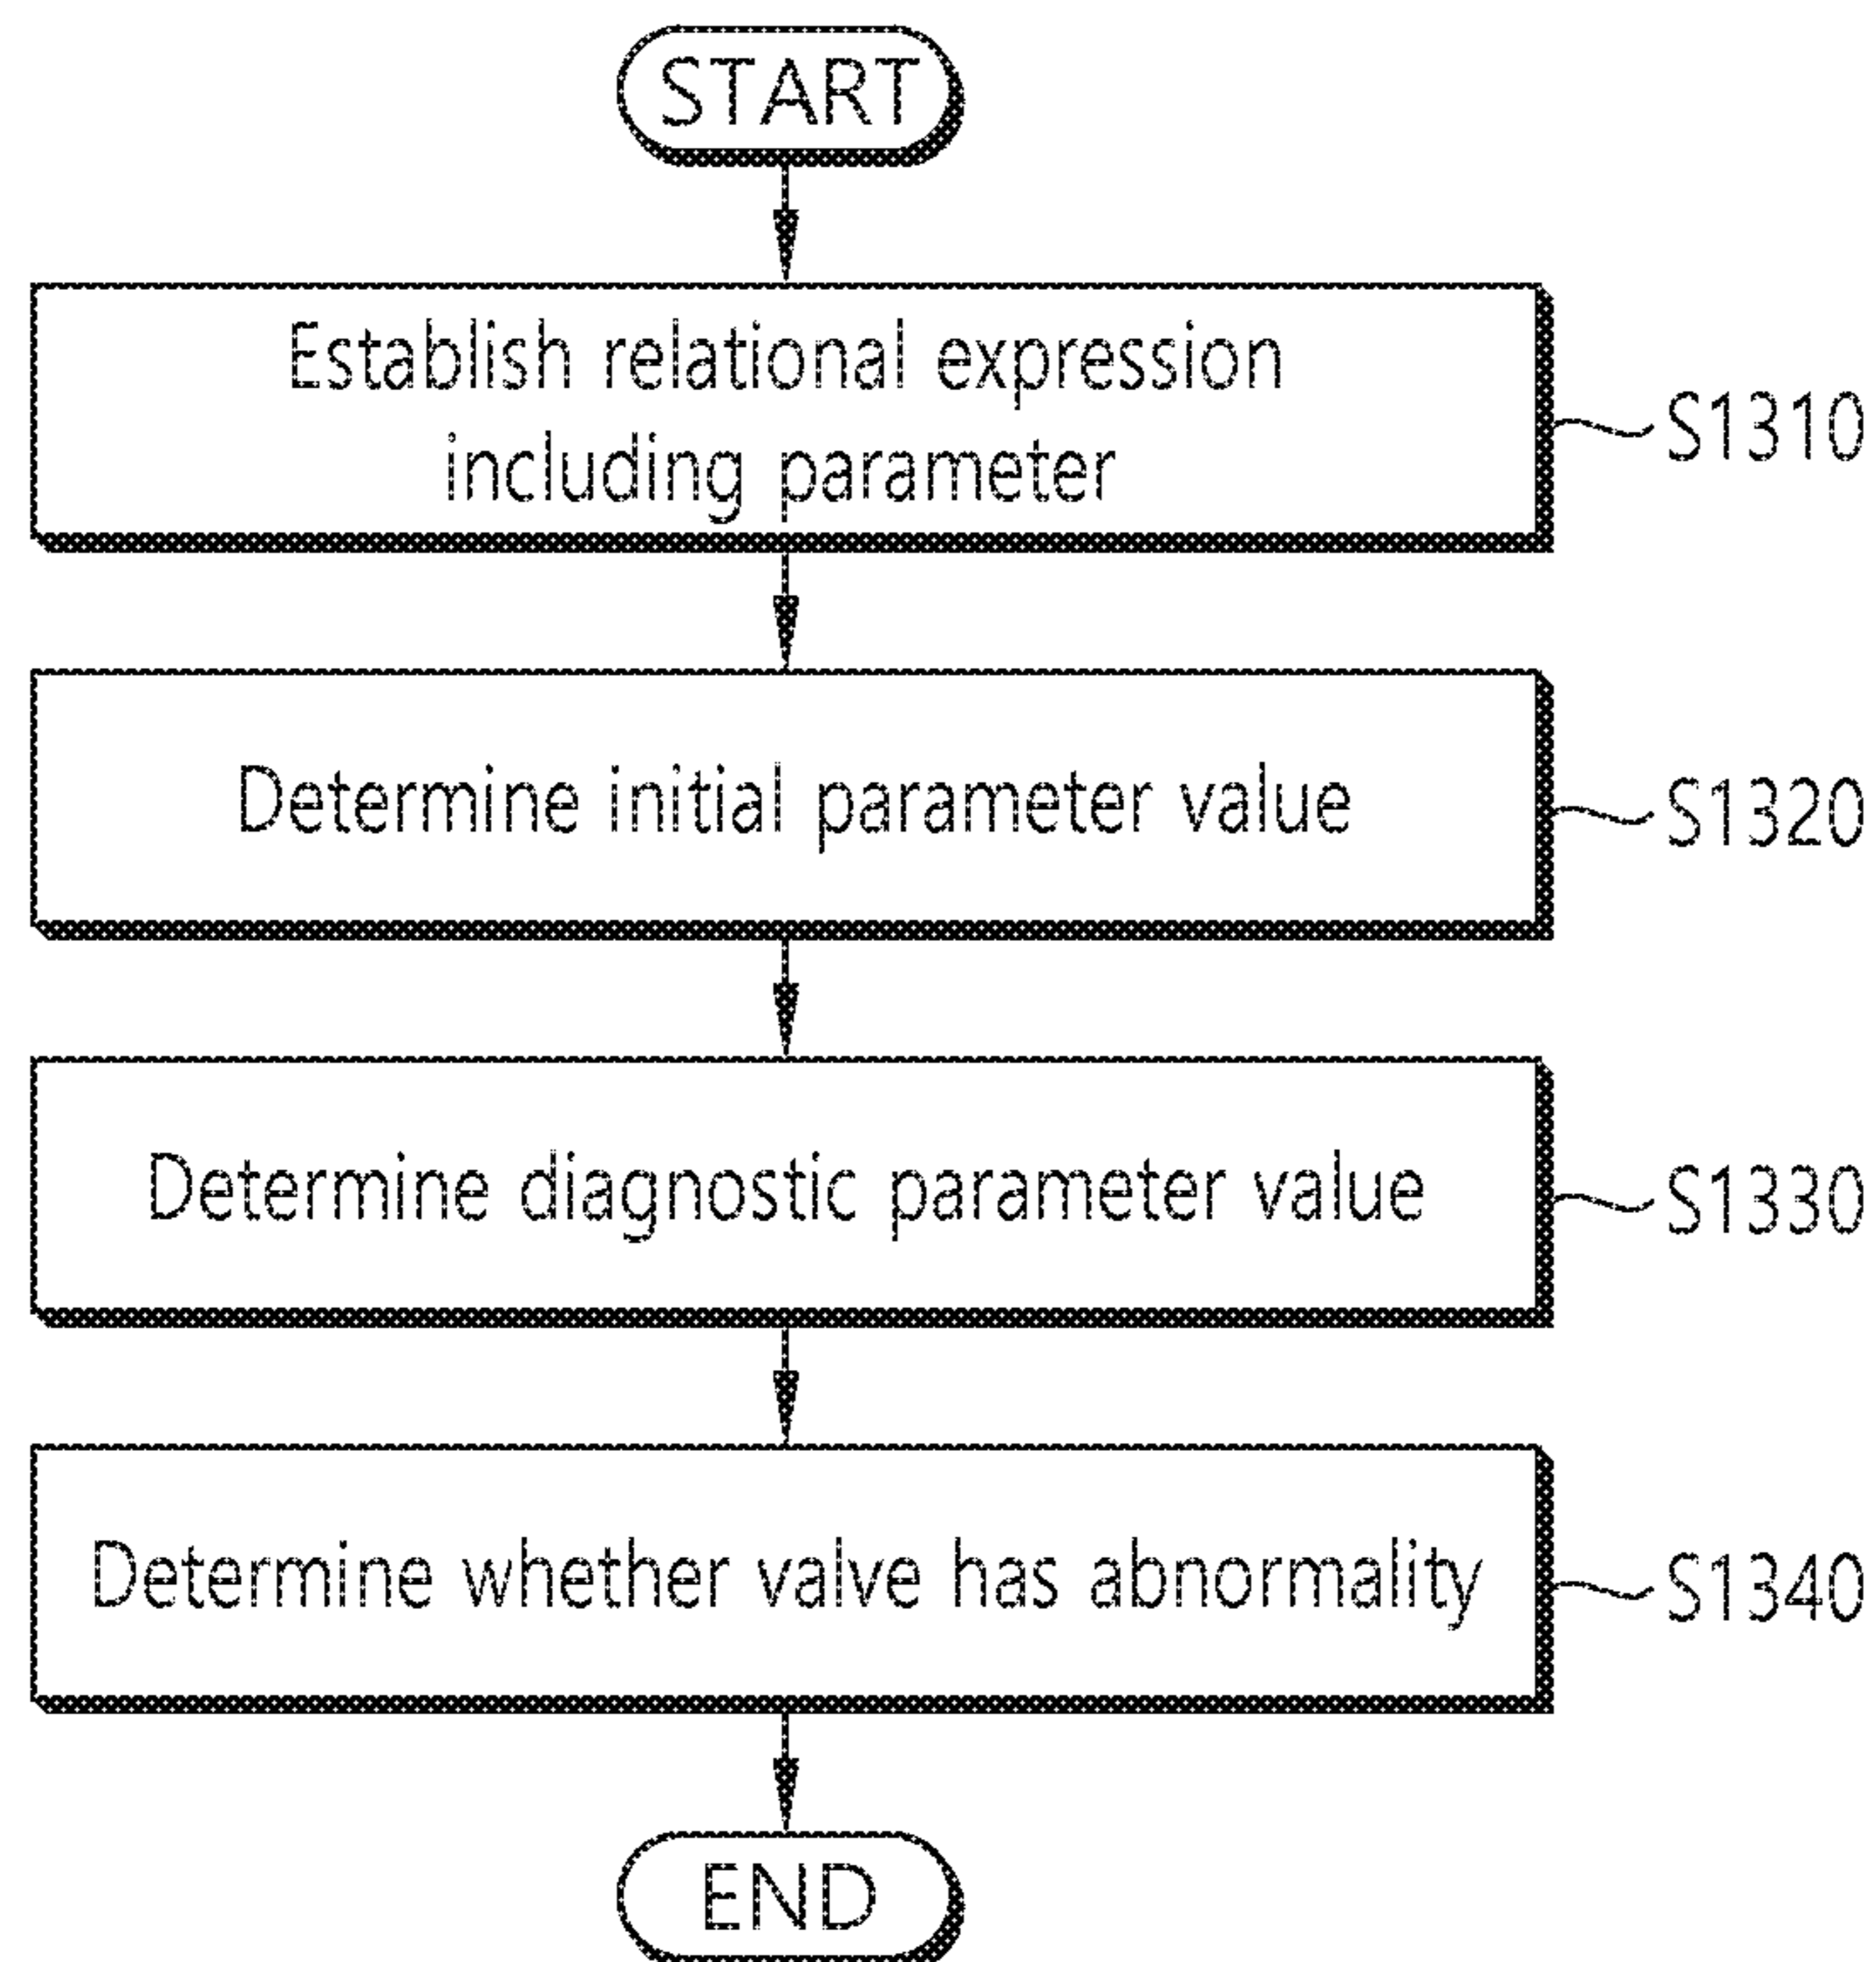 START
Establish relational expression
including parameter
S1310
Determine initial parameter value
S1320
Determine diagnostic parameter value
S1330
Determine whether valve has abnormality
S1340
END